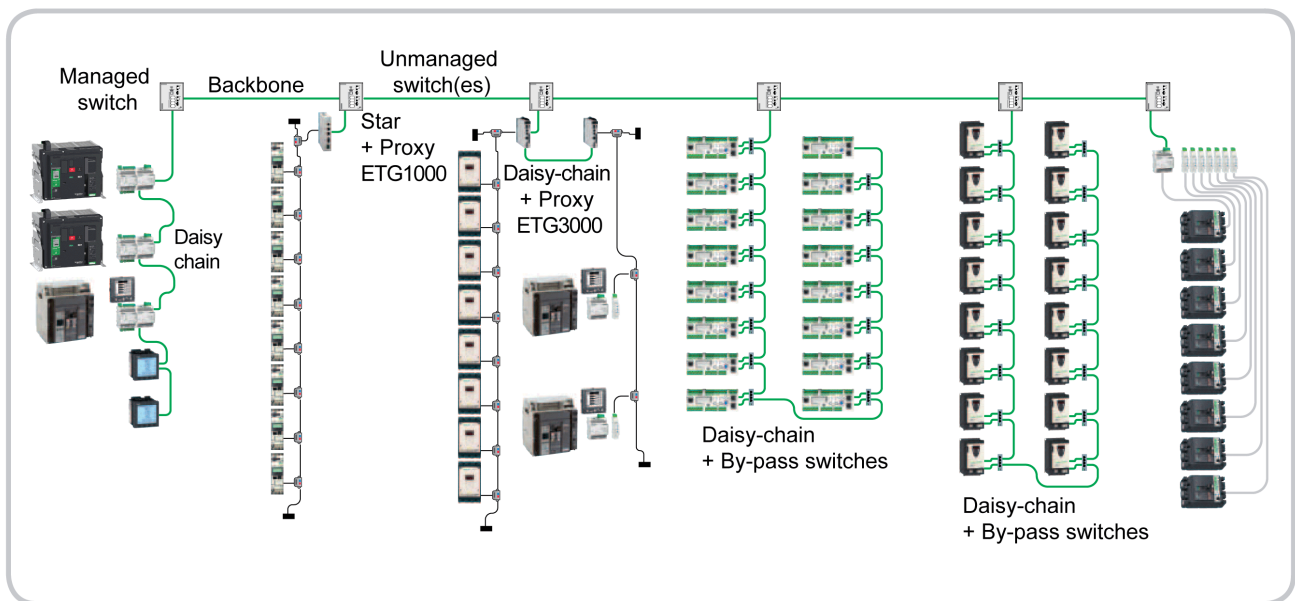 Managed
switch
Backbone
Unmanaged
switch(es)
Star
+ Proxy
ETG1000
Daisy-chain
+ Proxy
ETG3000
Daisy
chain
Daisy-chain
+ By-pass switches
Daisy-chain
+ By-pass switches